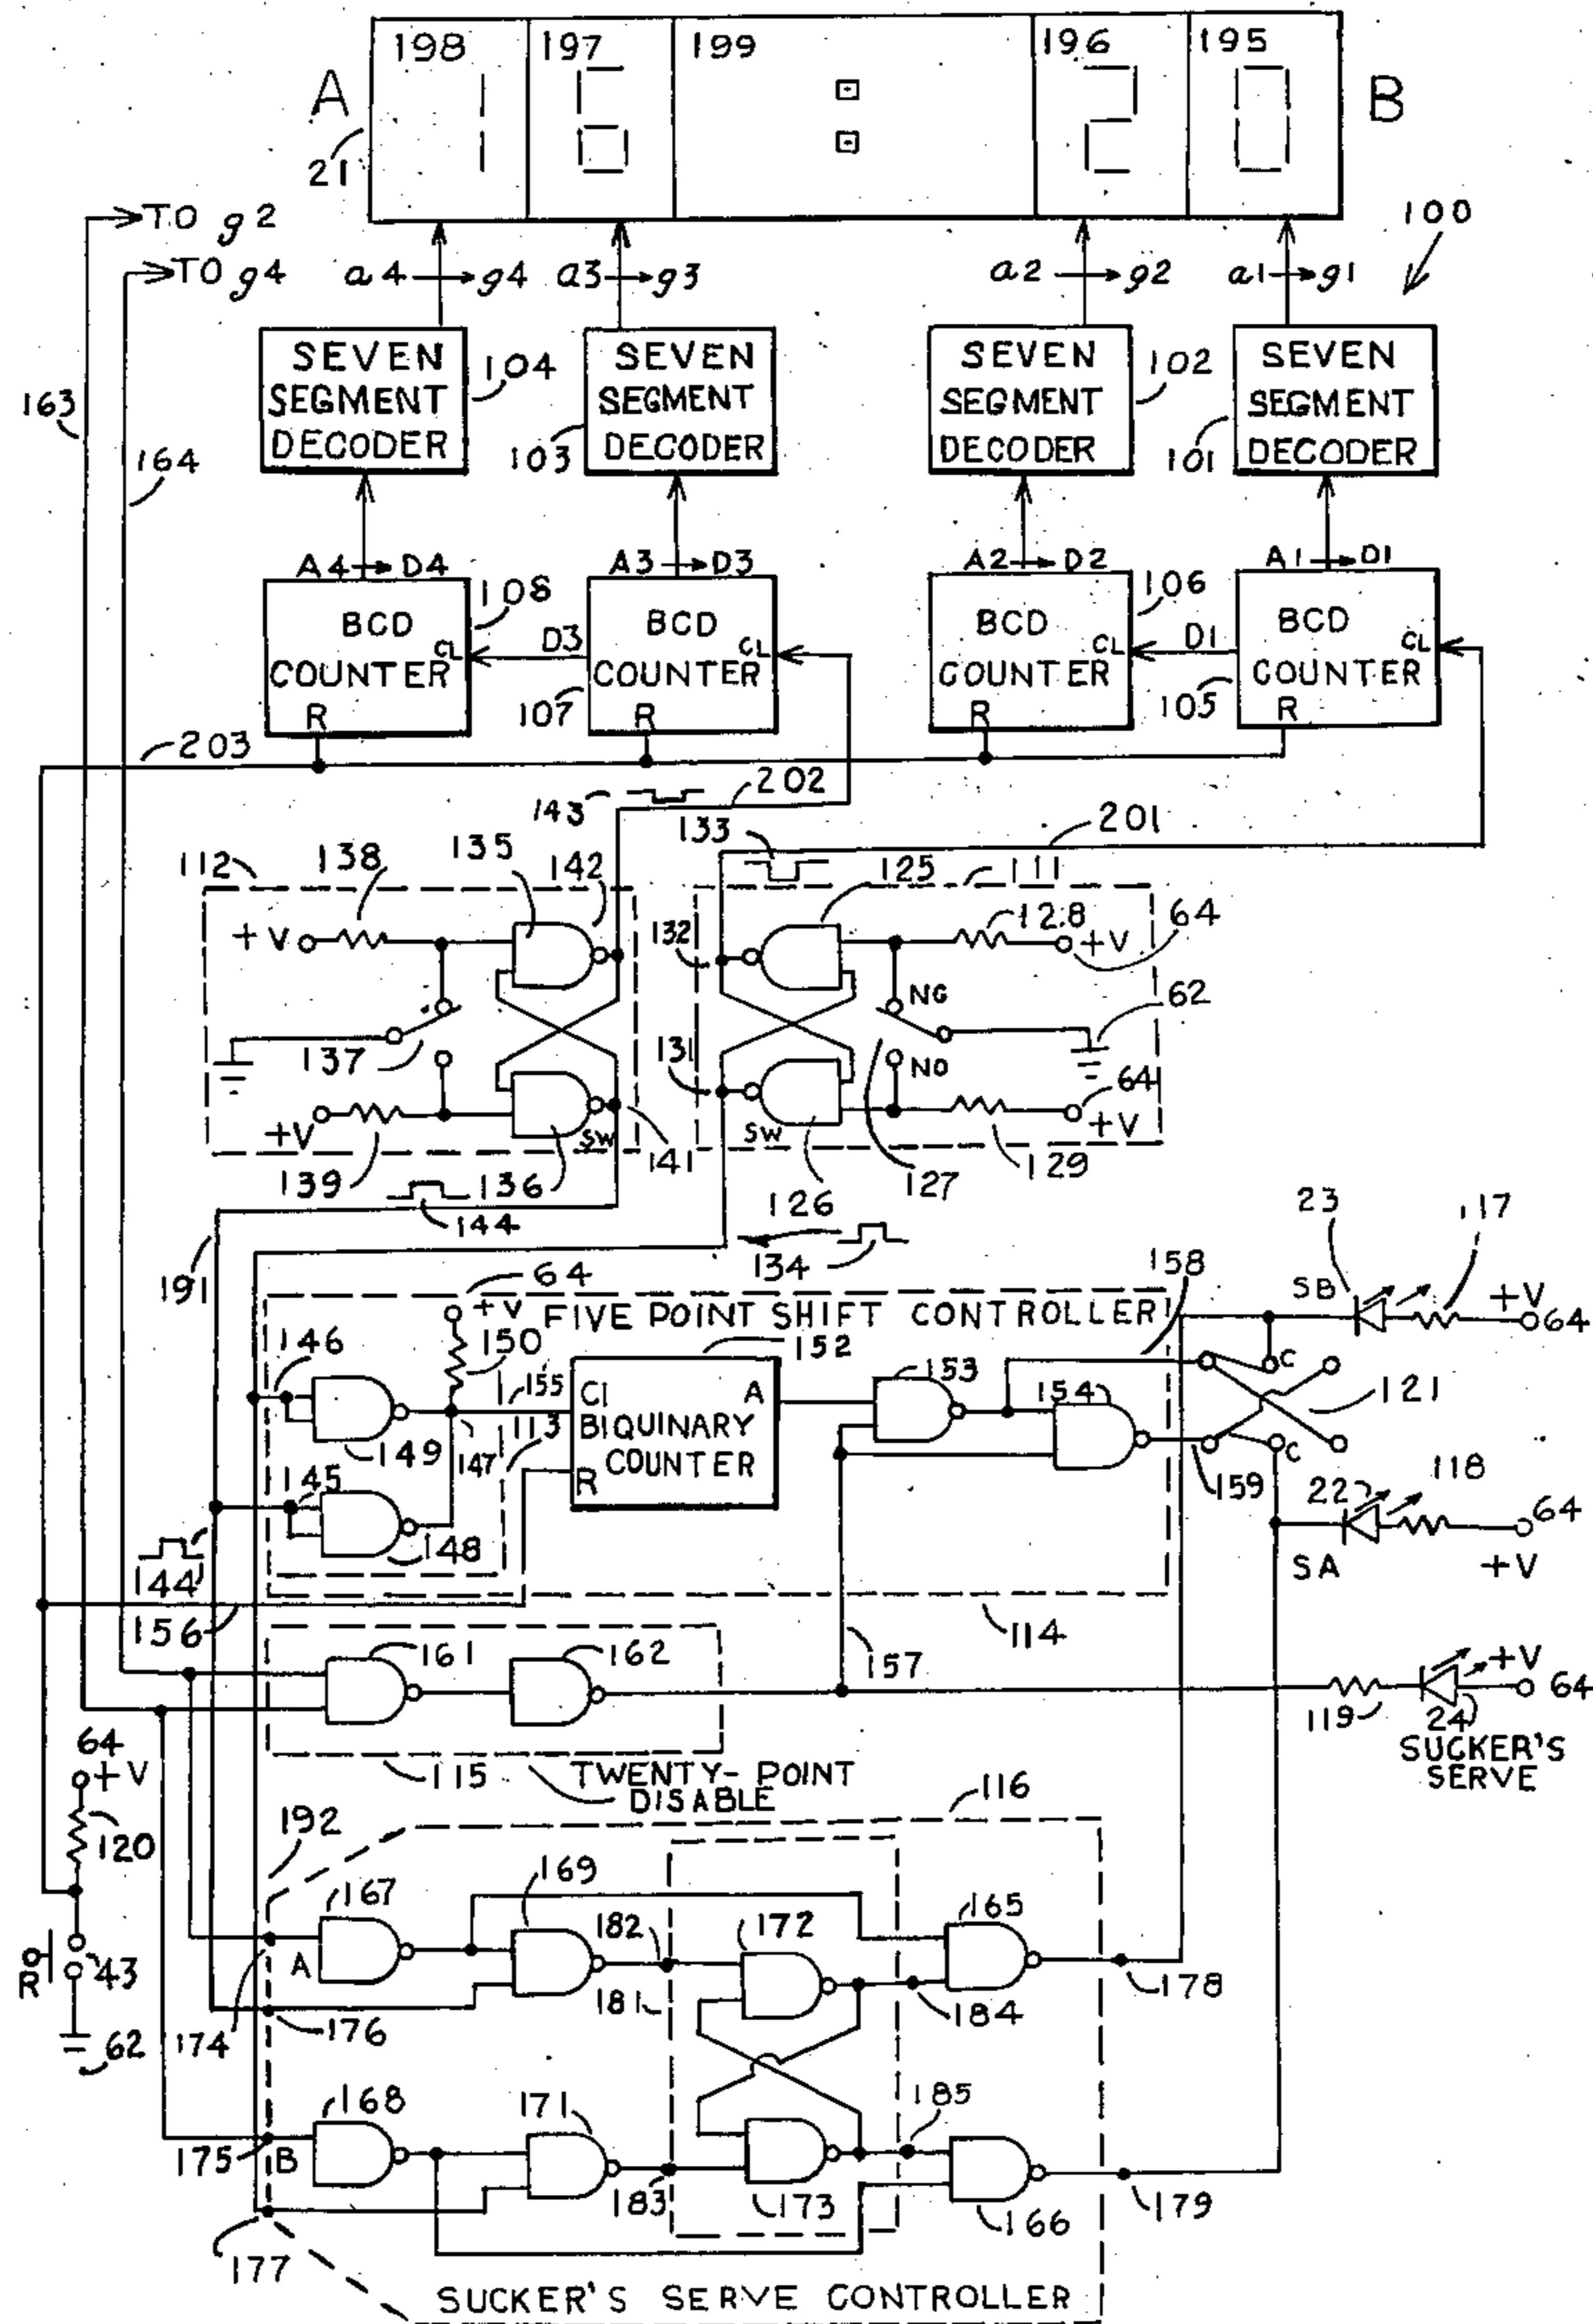 198 197 199 196 195
A B
21
TO g2
100
TO g4 a4 g4 a3 g3 a2 g2 a1 g1
SEVEN SEGMENT DECODER 104
SEVEN SEGMENT DECODER 103
SEVEN SEGMENT DECODER 102
SEVEN SEGMENT DECODER 101
163
164
A4 D4 A3 D3 A2 D2 A1 D1
BCD COUNTER CL R 108
D3
BCD COUNTER CL R 107
BCD COUNTER CL R 106
D1
BCD COUNTER CL R 105
203
143 202
133 201
112 138 135 142 125 111
+V 132 128 +V 64
NG 62
137 131 NO 64
+V SW 141 SW +V
139 136 126 127 129
144
191 134 158 23 117
64 SB +V
+V FIVE POINT SHIFT CONTROLLER 64
146 150 152
155 C1 A 153 C
113 BIQUINARY 154 121
149 147 COUNTER C
145 R 159 22 118
148 64
144 SA +V
156 114
161 162 157 +V
64
119 24
64 115 TWENTY-POINT SUCKER'S
+V DISABLE SERVE
192 116
120
167 169 165
182 172
A
R 43 181 184 178
174 176
62
168 171 185
175 B
183 173 179
166
177
SUCKER'S SERVE CONTROLLER